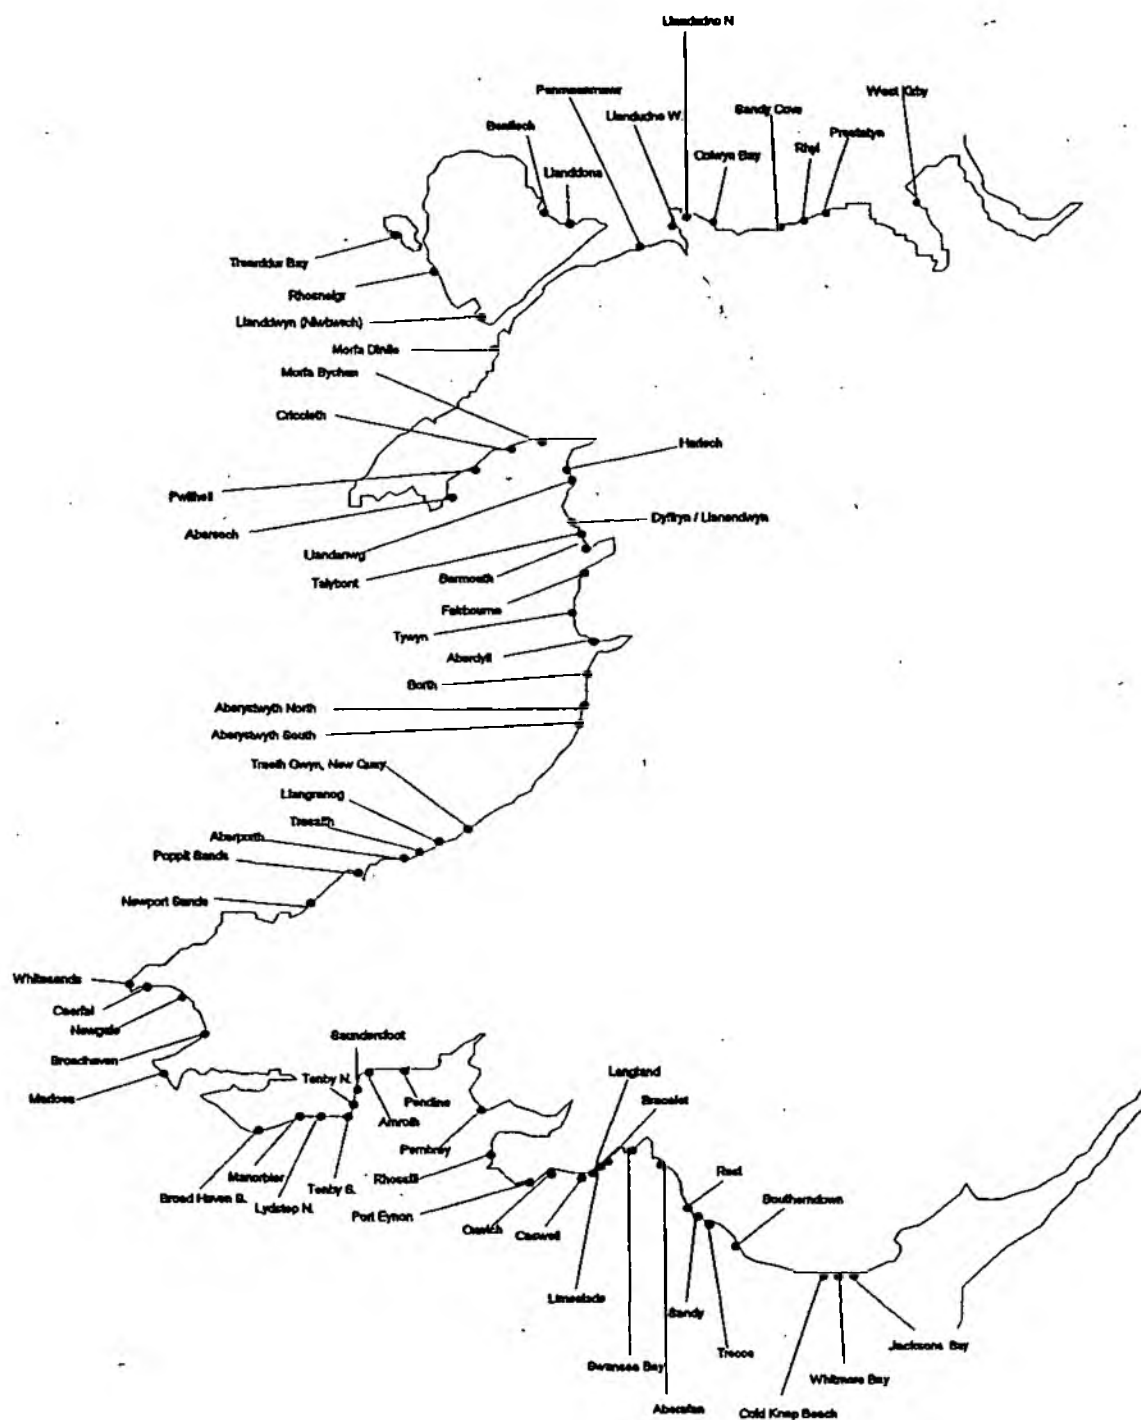 Llandudno N
Penmaenmawr
West Kirby
Sandy Cove
Llandudno W.
Prestatyn
Benllech
Rhyl
Colwyn Bay
Llanddona
Trearddur Bay
Rhosneigr
Llanddwyn (Niwbwrch)
Morfa Dinlle
Morfa Bychan
Criccieth
Harlech
Pwllheli
Abersoch
Dyffryn / Llanendwyn
Llandanwg
Talybont
Barmouth
Fairbourne
Tywyn
Aberdyfi
Borth
Aberystwyth North
Aberystwyth South
Traeth Gwyn, New Quay
Llangranog
Tresaith
Aberporth
Poppit Sands
Newport Sands
Whitesands
Caerfai
Newgale
Saundersfoot
Broadhaven
Langland
Marloes
Tenby N.
Pendine
Bracelet
Amroth
Pembrey
Rhossili
Manorbier
Rest
Broad Haven S.
Tenby S.
Southerndown
Lydstep N.
Port Eynon
Oxwich
Caswell
Limeslade
Sandy
Jacksons Bay
Trecco
Swansea Bay
Whitmore Bay
Aberafan
Cold Knap Beach